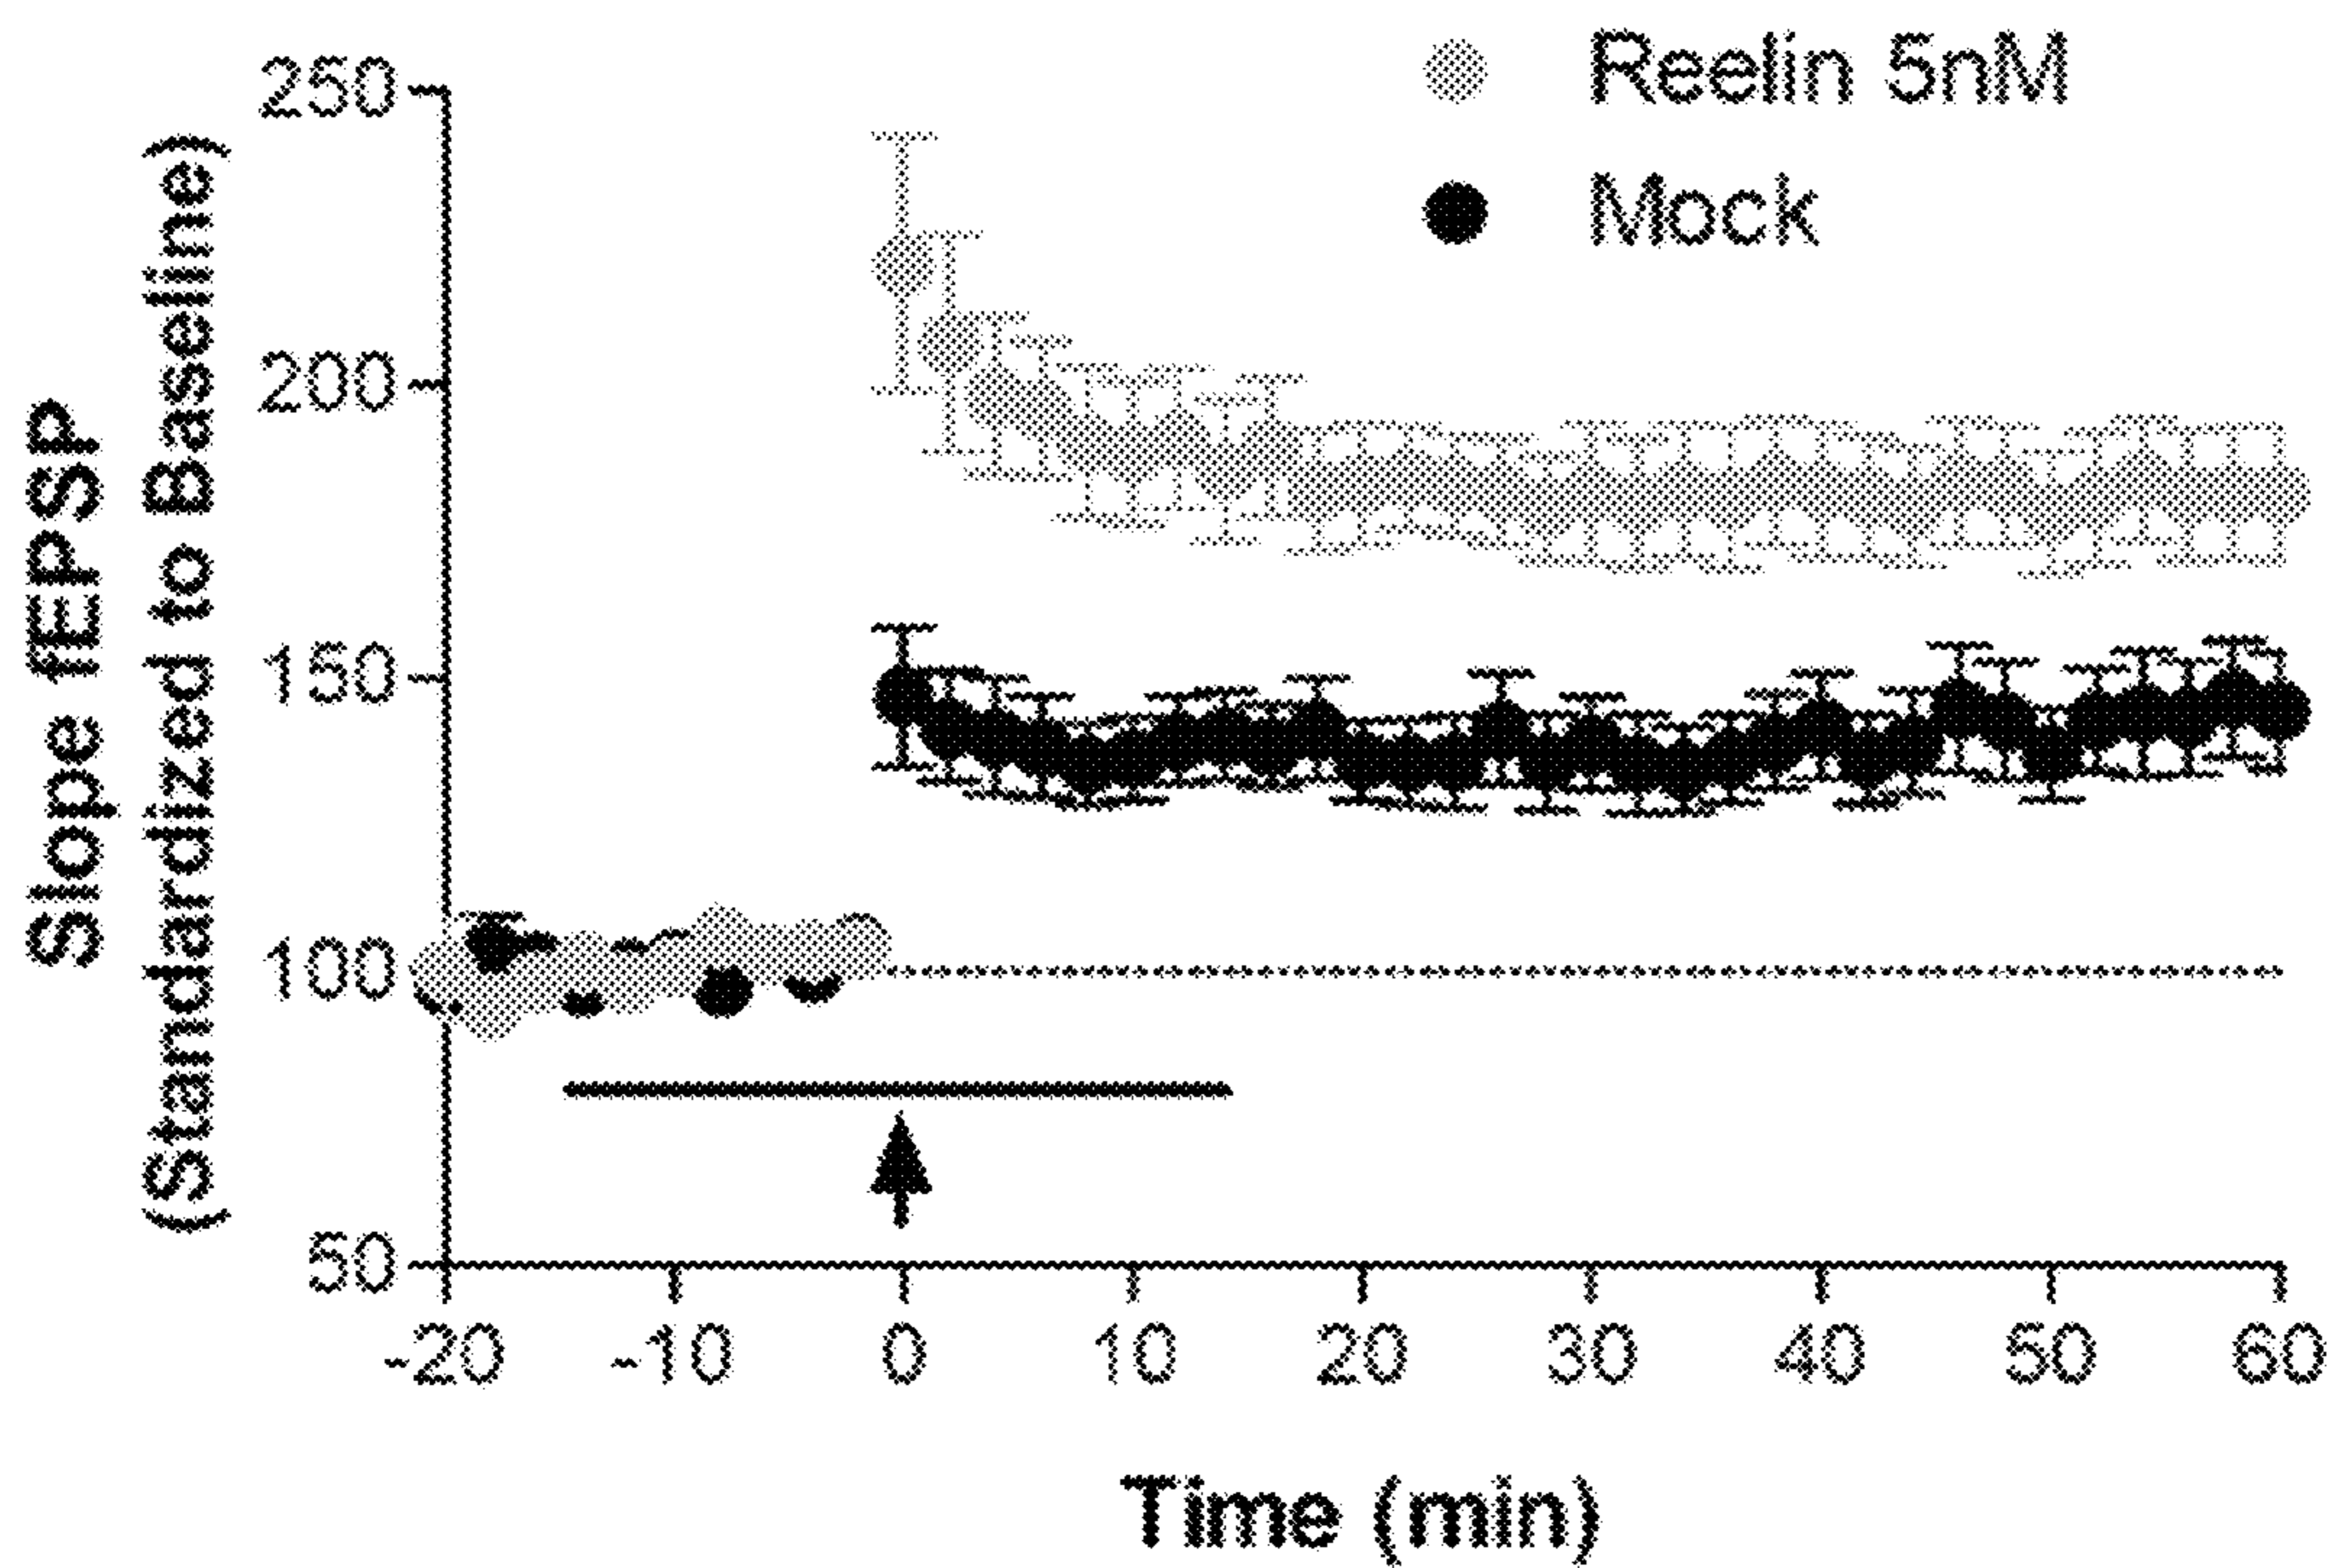 Reelin 5nM
Mock
Slope fEPSP
(Standardized to Baseline)
250
200
150
100
50
-20 -10 0 10 20 30 40 50 60
Time (min)